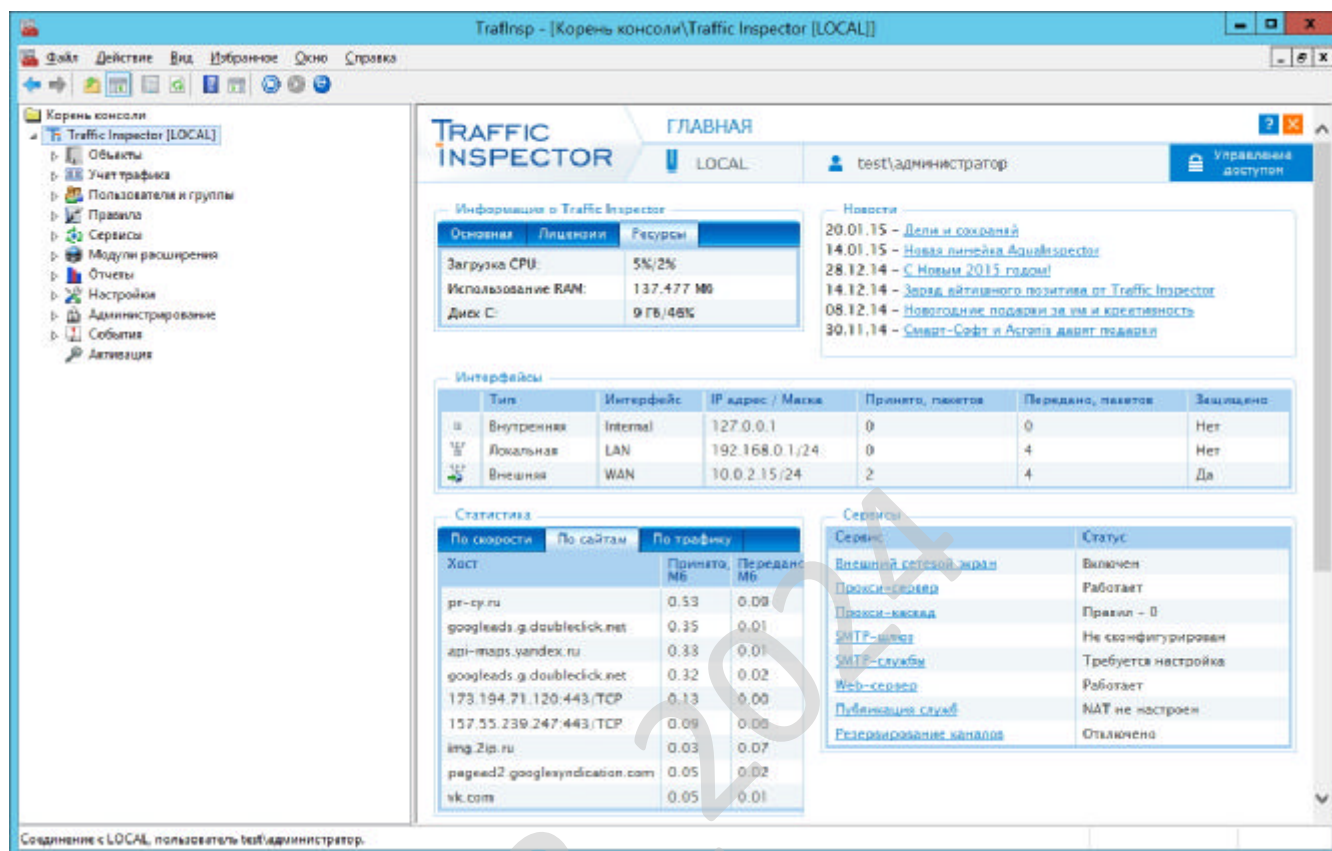 TrafInsp - [Корень консоли\Traffic Inspector [LOCAL]]
Файл Действие Вид Избранное Окно Справка
Корень консоли
Traffic Inspector [LOCAL]
Объекты
Учет трафика
Пользователи и группы
Правила
Сервисы
Модули расширения
Отчеты
Настройки
Администрирование
События
Активация
TRAFFIC INSPECTOR
ГЛАВНАЯ
LOCAL
test\администратор
Управление доступом
Информация о Traffic Inspector
Основная Лицензии Ресурсы
Загрузка CPU: 5%/2%
Использование RAM: 137.477 Мб
Диск C: 9 Гб/46%
Новости
20.01.15 - Дели и сохраняй
14.01.15 - Новая линейка AquaInspector
28.12.14 - С Новым 2015 годом!
14.12.14 - Заряд айтишного позитива от Traffic Inspector
08.12.14 - Новогодние подарки за ум и креативность
30.11.14 - Смарт-Софт и Acronis дарят подарки
Интерфейсы
Тип Интерфейс IP адрес / Маска Принято, пакетов Передано, пакетов Защищено
Внутренняя Internal 127.0.0.1 0 0 Нет
Локальная LAN 192.168.0.1/24 0 4 Нет
Внешняя WAN 10.0.2.15/24 2 4 Да
Статистика
По скорости По сайтам По трафику
Хост Принято, Мб Передано Мб
pr-cy.ru 0.53 0.09
googleads.g.doubleclick.net 0.35 0.01
api-maps.yandex.ru 0.33 0.01
googleads.g.doubleclick.net 0.32 0.02
173.194.71.120:443/TCP 0.13 0.00
157.55.239.247:443/TCP 0.09 0.00
img.2ip.ru 0.03 0.07
pagead2.googlesyndication.com 0.05 0.02
vk.com 0.05 0.01
Сервисы
Сервис Статус
Внешний сетевой экран Включен
Прокси-сервер Работает
Прокси-каскад Правил - 0
SMTP-шлюз Не сконфигурирован
SMTP-службы Требуется настройка
Web-сервер Работает
Публикация служб NAT не настроен
Резервирование каналов Отключено
Соединение с LOCAL, пользователь test\администратор.
2024